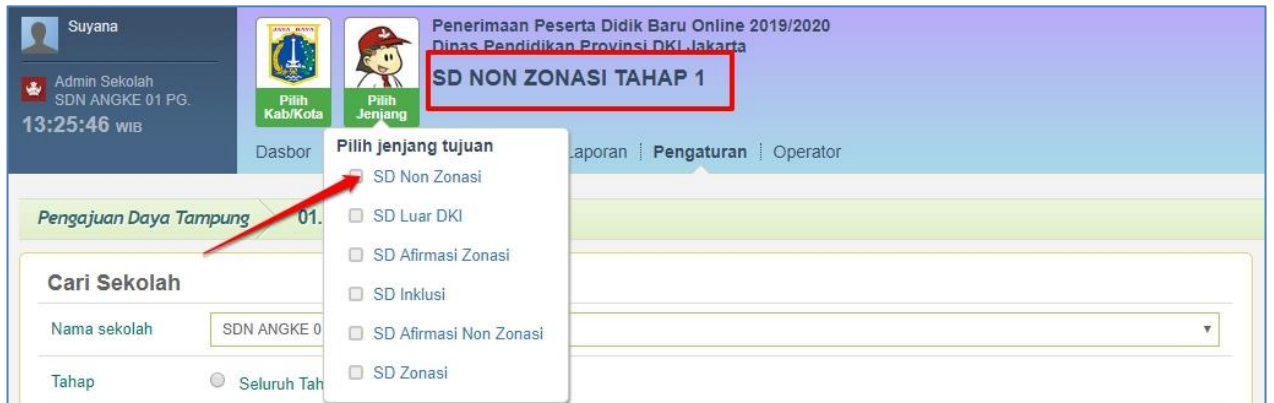 Suyana
Admin Sekolah
SDN ANGKE 01 PG.
13:25:46 WIB
JAYA RAYA
Pilih
Kab/Kota
Pilih
Jenjang
Penerimaan Peserta Didik Baru Online 2019/2020
Dinas Pendidikan Provinsi DKI Jakarta
SD NON ZONASI TAHAP 1
Dasbor
aporan
Pengaturan
Operator
Pilih jenjang tujuan
SD Non Zonasi
SD Luar DKI
SD Afirmasi Zonasi
SD Inklusi
SD Afirmasi Non Zonasi
SD Zonasi
Pengajuan Daya Tampung
01.
Cari Sekolah
Nama sekolah
SDN ANGKE 0
Tahap
Seluruh Tah